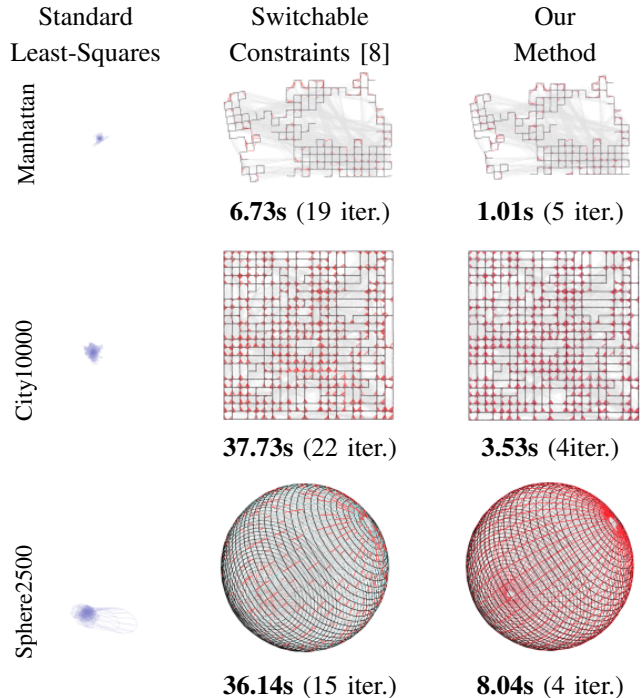 Standard
Least-Squares
Switchable
Constraints [8]
Our
Method
Manhattan
6.73s (19 iter.)
1.01s (5 iter.)
City10000
37.73s (22 iter.)
3.53s (4iter.)
Sphere2500
36.14s (15 iter.)
8.04s (4 iter.)